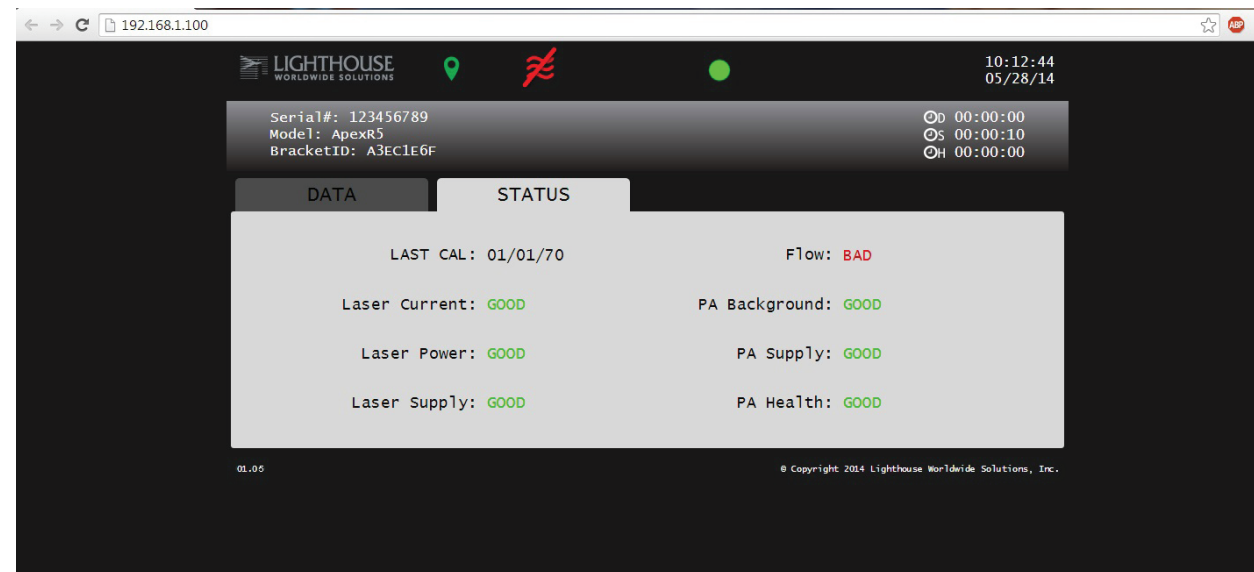 192.168.1.100
ABP
LIGHTHOUSE
WORLDWIDE SOLUTIONS
10:12:44
05/28/14
Serial#: 123456789
Model: ApexR5
BracketID: A3EC1E6F
D 00:00:00
S 00:00:10
H 00:00:00
DATA
STATUS
LAST CAL: 01/01/70
Flow: BAD
Laser Current: GOOD
PA Background: GOOD
Laser Power: GOOD
PA Supply: GOOD
Laser Supply: GOOD
PA Health: GOOD
© Copyright 2014 Lighthouse Worldwide Solutions, Inc.